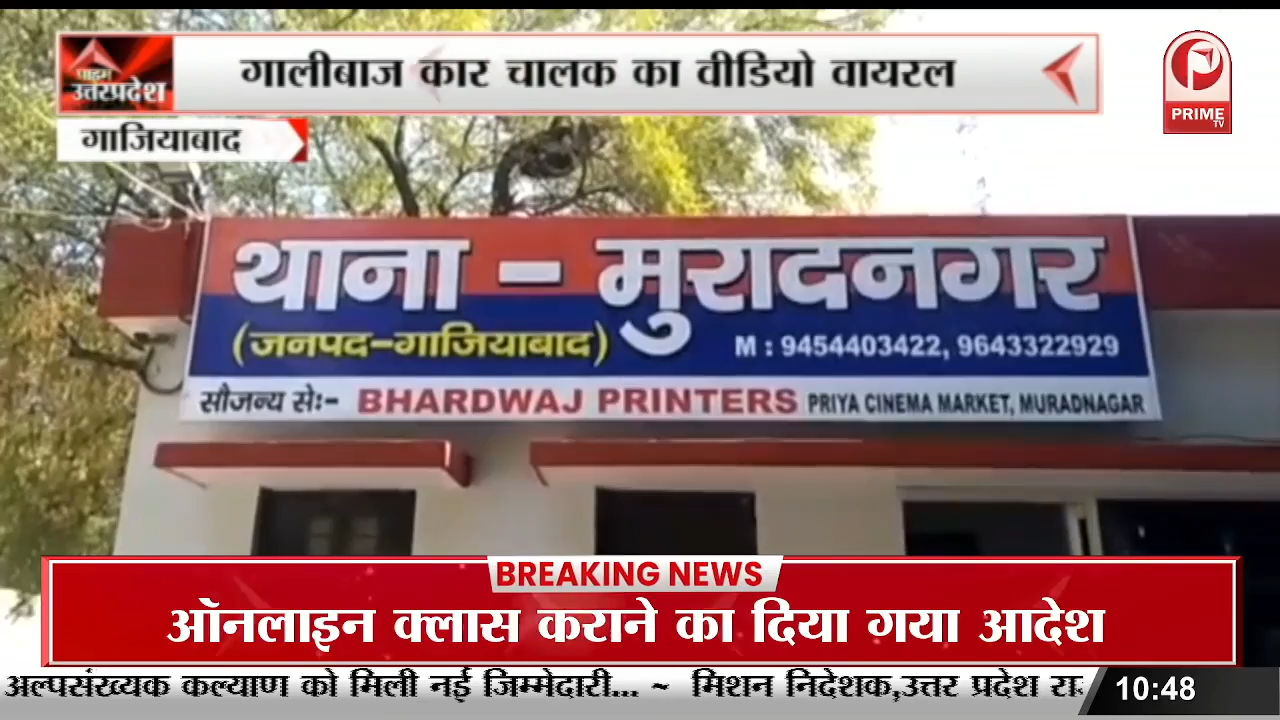 गालीबाज कार चालक का वीडियो वायरल
प्राइम
उत्तरप्रदेश
PRIME
TV
गाजियाबाद
थाना - मुरादनगर
(जनपद-गाजियाबाद)
M : 9454403422, 9643322929
सौजन्य से:- BHARDWAJ PRINTERS PRIYA CINEMA MARKET, MURADNAGAR
BREAKING NEWS
ऑनलाइन क्लास कराने का दिया गया आदेश
अल्पसंख्यक कल्याण को मिली नई जिम्मेदारी... ~ मिशन निदेशक,उत्तर प्रदेश
10:48